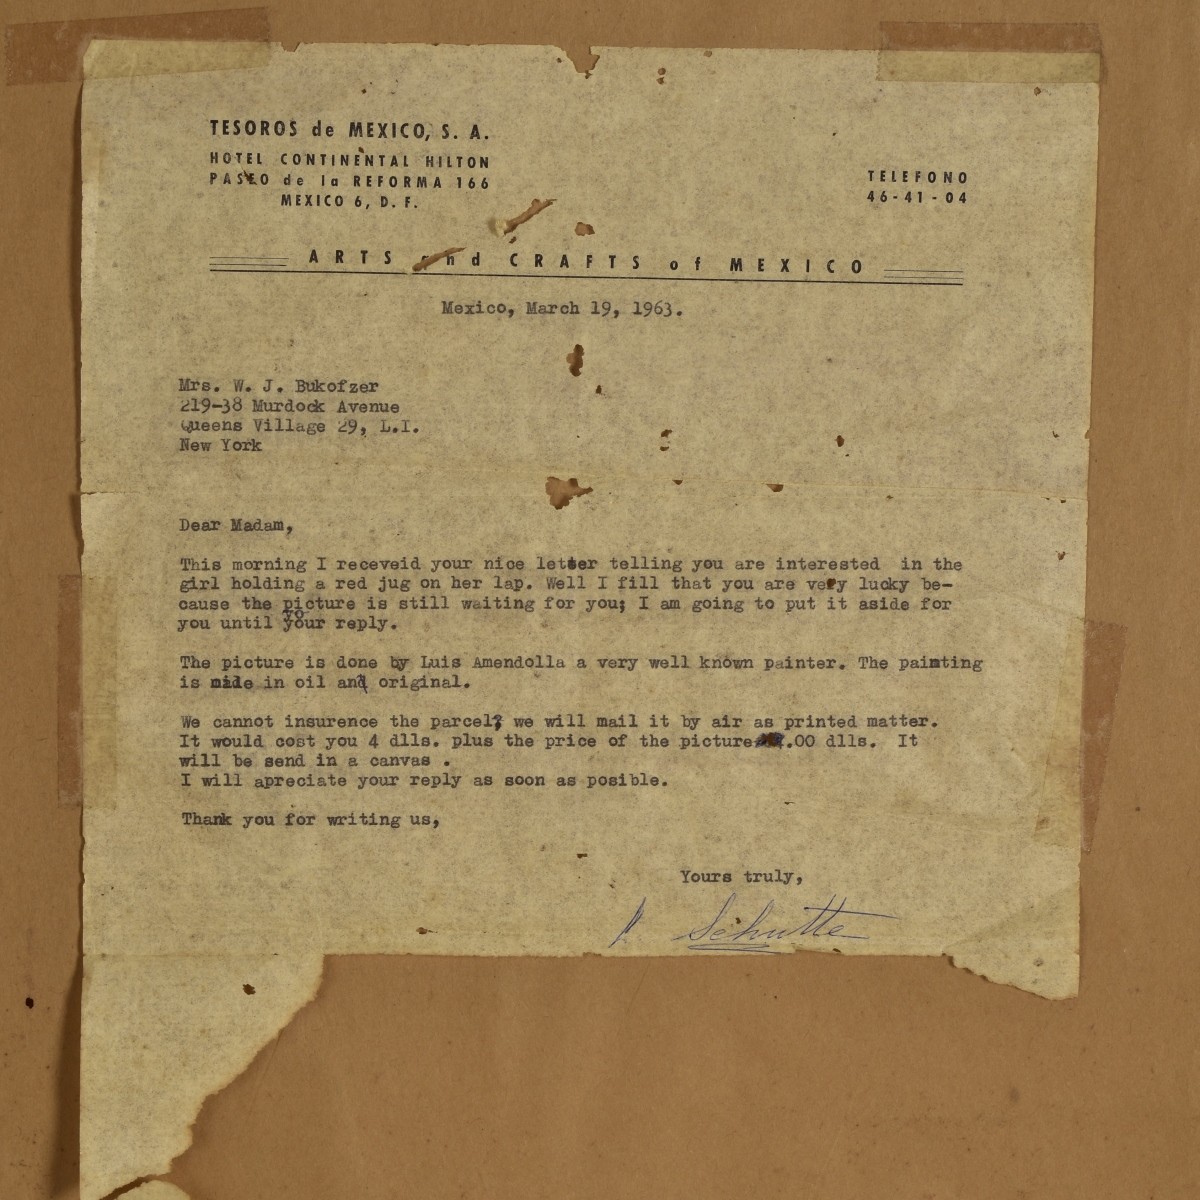 TESOROS de MEXICO, S. A.
HOTEL CONTINENTAL HILTON
PASEO de la REFORMA 166
MEXICO 6, D. F.
TELEFONO
46-41-04
ARTS and CRAFTS of MEXICO
Mexico, March 19, 1963.
Mrs. W. J. Bukofzer
219-38 Murdock Avenue
Queens Village 29, L.I.
New York
Dear Madam,
This morning I receveid your nice letter telling you are interested in the
girl holding a red jug on her lap. Well I fill that you are very lucky be-
cause the picture is still waiting for you; I am going to put it aside for
you until your reply.
The picture is done by Luis Amendolla a very well known painter. The painting
is made in oil and original.
We cannot insurence the parcel; we will mail it by air as printed matter.
It would cost you 4 dlls. plus the price of the picture .00 dlls. It
will be send in a canvas .
I will apreciate your reply as soon as posible.
Thank you for writing us,
Yours truly,
Schutte